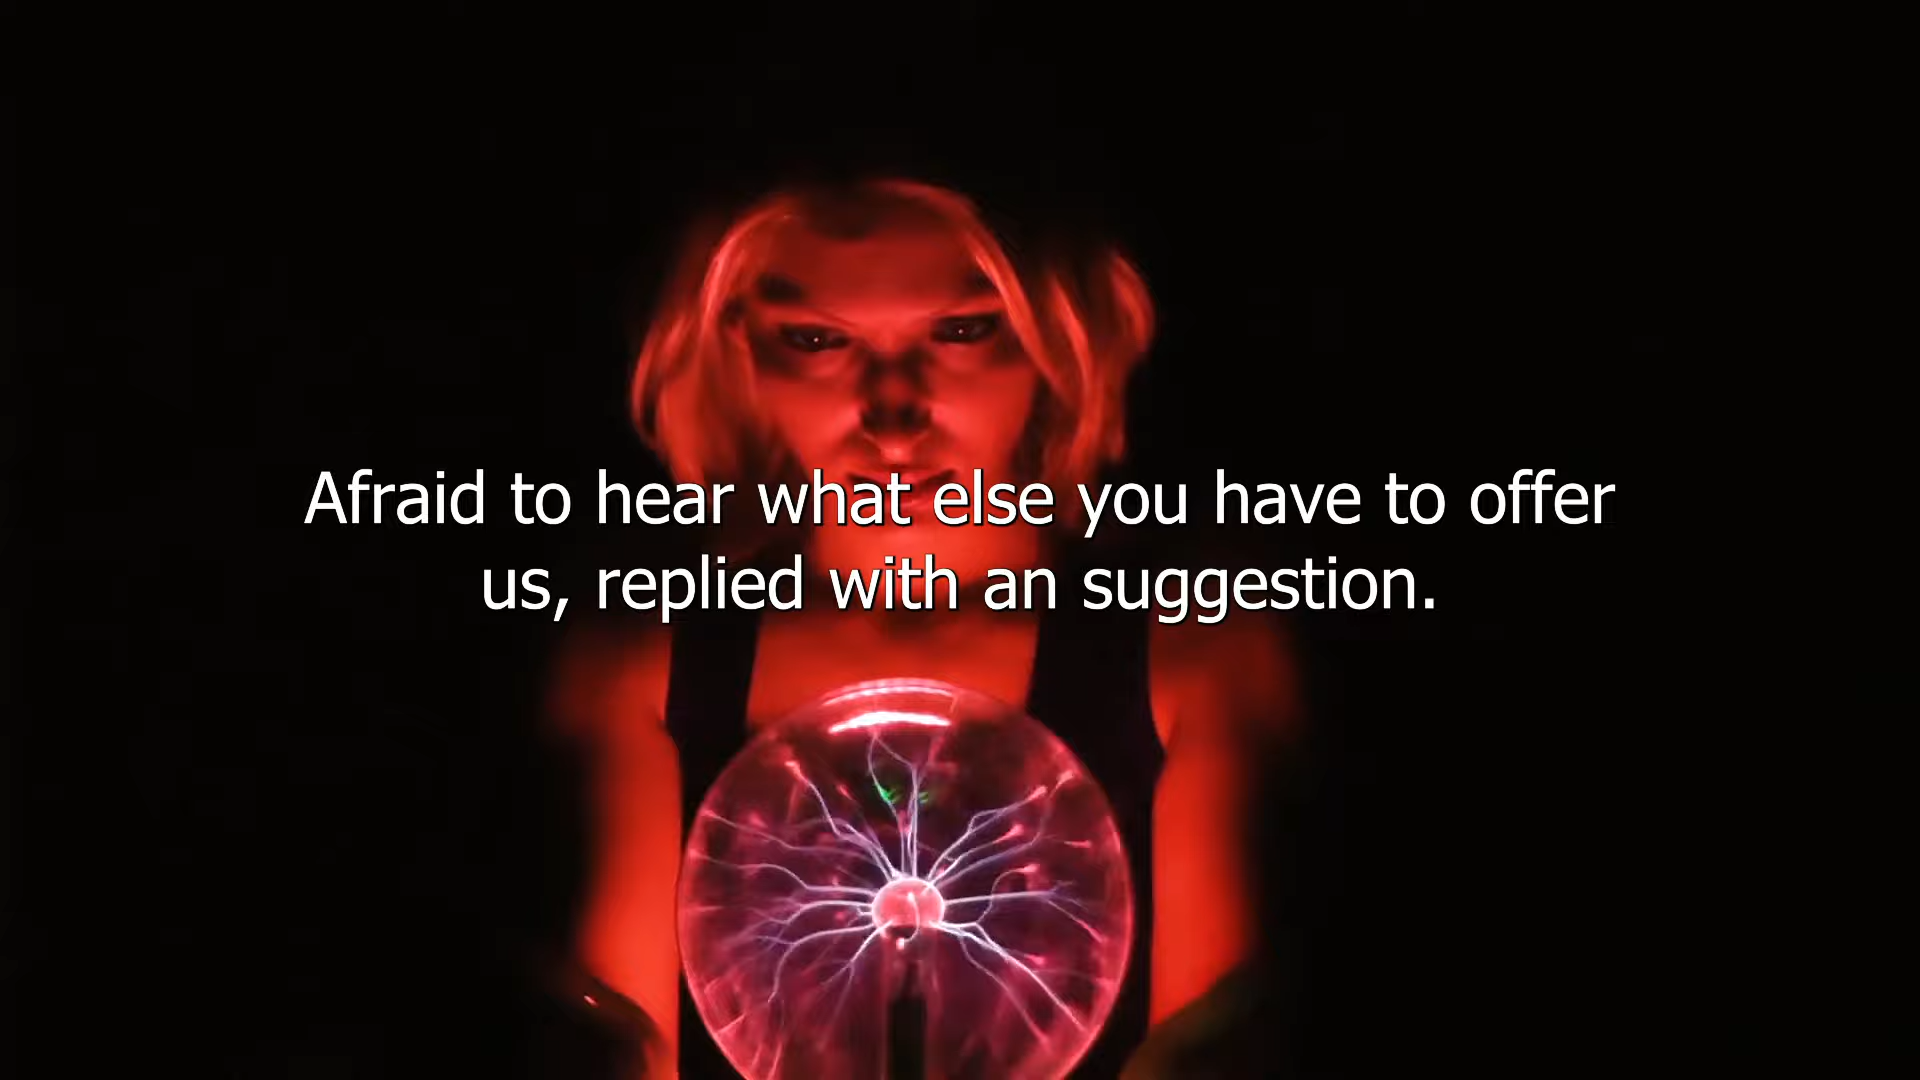 Afraid to hear what else you have to offer
us, replied with an suggestion.